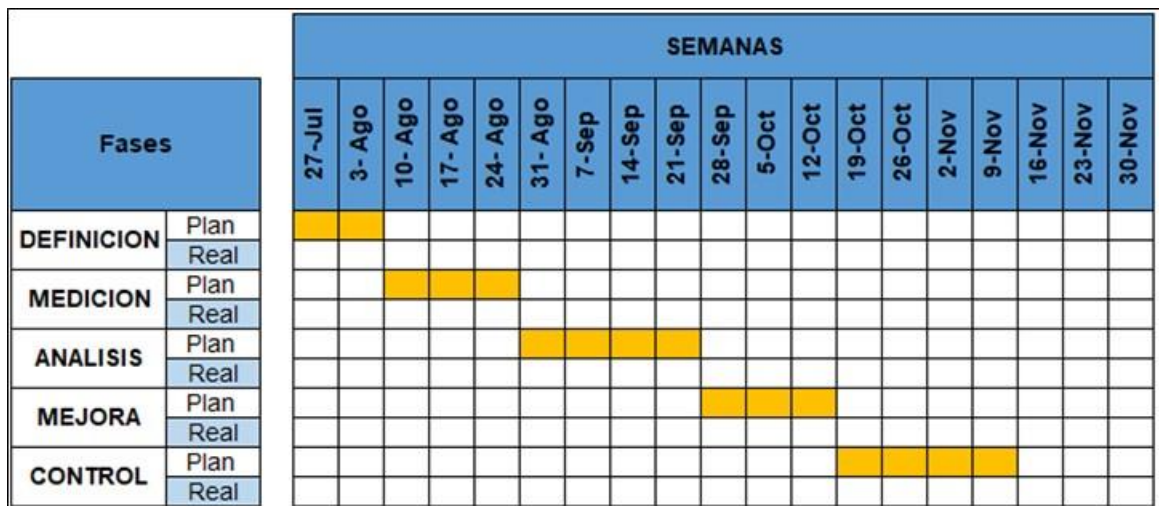 SEMANAS
Fases
27-Jul
3- Ago
10- Ago
17- Ago
24- Ago
31- Ago
7-Sep
14-Sep
21-Sep
28-Sep
5-Oct
12-Oct
19-Oct
26-Oct
2-Nov
9-Nov
16-Nov
23-Nov
30-Nov
DEFINICION
Plan
Real
MEDICION
Plan
Real
ANALISIS
Plan
Real
MEJORA
Plan
Real
CONTROL
Plan
Real